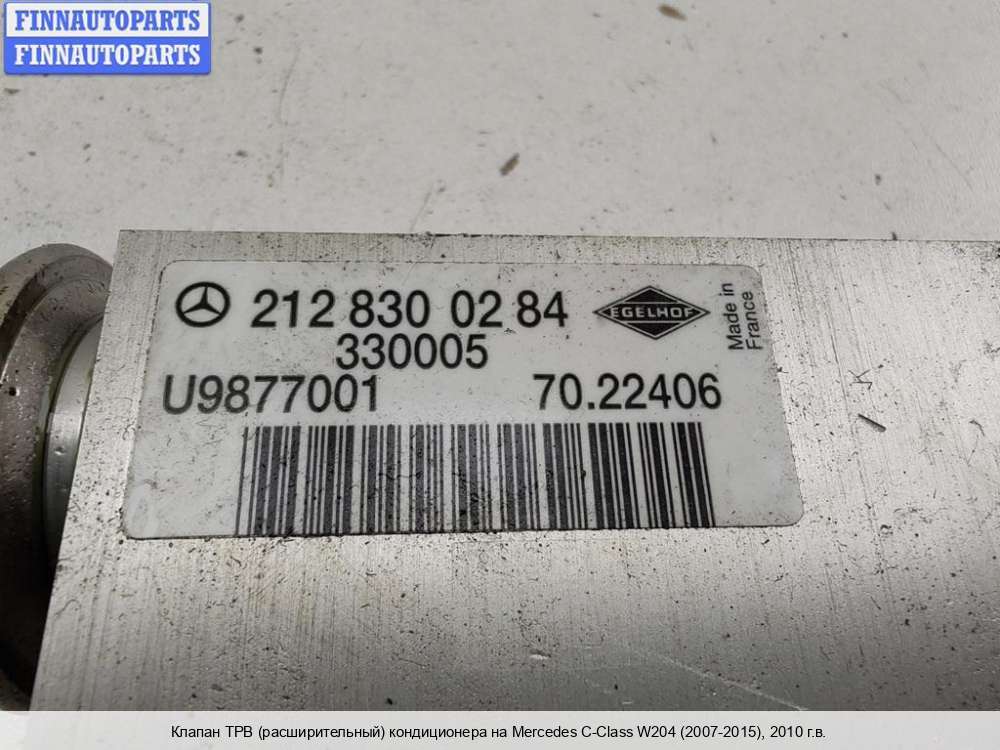 FINNAUTOPARTS
FINNAUTOPARTS
212 830 02 84
EGELHOF
Made in
France
330005
U9877001
70.22406
Клапан ТРВ (расширительный) кондиционера на Mercedes C-Class W204 (2007-2015), 2010 г.в.